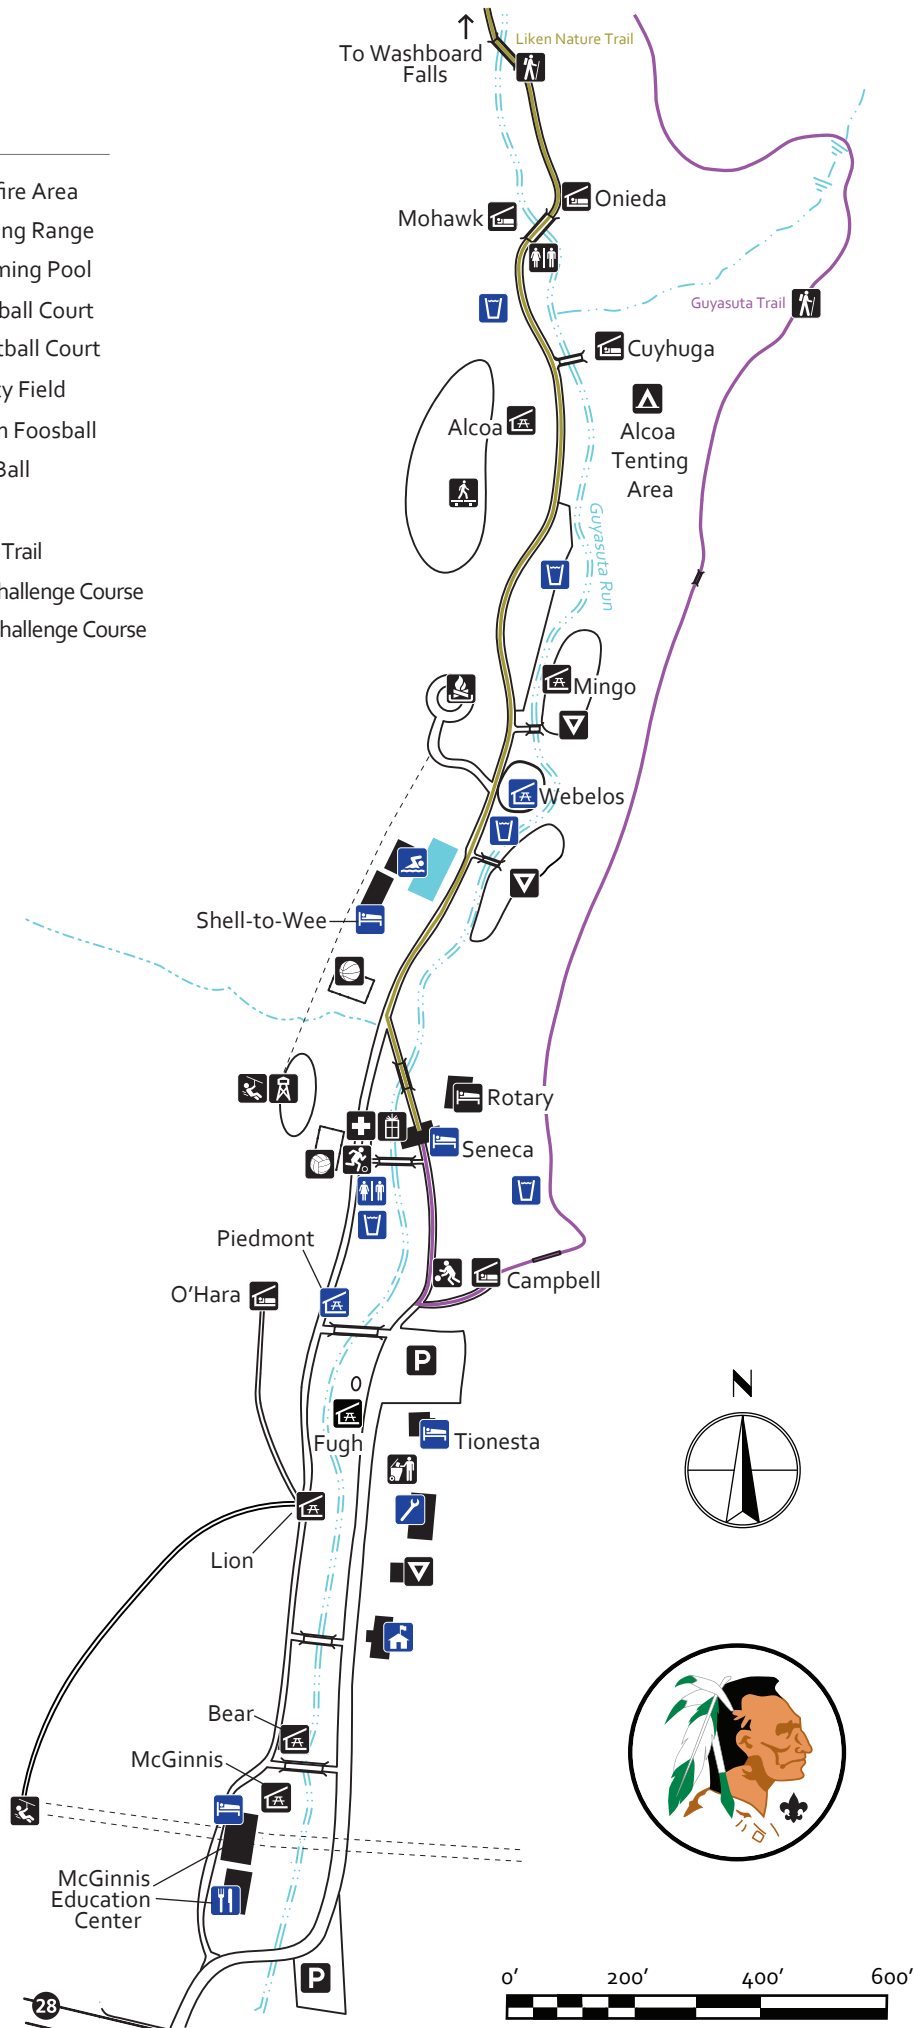 To Washboard
Falls
Liken Nature Trail
fire Area
ng Range
ming Pool
ball Court
tball Court
y Field
n Foosball
Ball
Trail
hallenge Course
hallenge Course
Mohawk
Onieda
Guyasuta Trail
Cuyhuga
Alcoa
Alcoa
Tenting
Area
Guyasuta Run
Mingo
Webelos
Shell-to-Wee
Rotary
Seneca
Piedmont
O'Hara
Campbell
P
Fugh
Tionesta
N
Lion
Bear
McGinnis
McGinnis
Education
Center
P
28
0' 200' 400' 600'